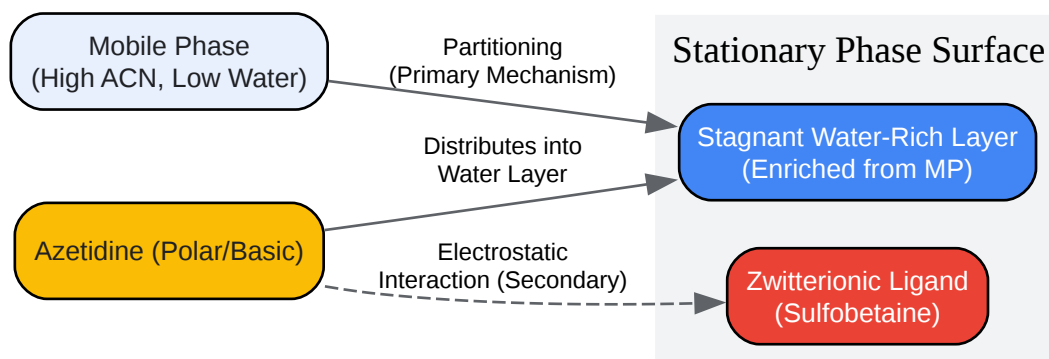 Mobile Phase
(High ACN, Low Water)
Partitioning
(Primary Mechanism)
Stationary Phase Surface
Stagnant Water-Rich Layer
(Enriched from MP)
Distributes into
Water Layer
Azetidine (Polar/Basic)
Electrostatic
Interaction (Secondary)
Zwitterionic Ligand
(Sulfobetaine)